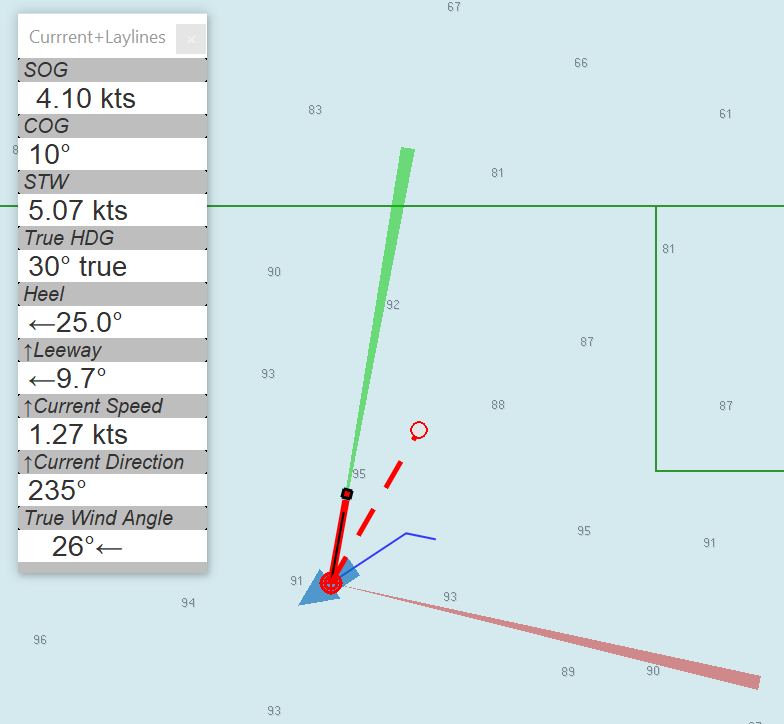 67
Currrent+Laylines ×
66
SOG
4.10 kts
83
61
COG
10°
STW
81
5.07 kts
True HDG
81
30° true
90
Heel
92
←25.0°
87
↑Leeway
93
←9.7°
↑Current Speed
88
87
1.27 kts
↑Current Direction
95
235°
True Wind Angle
95
26°←
91
91
93
94
96
89
90
93